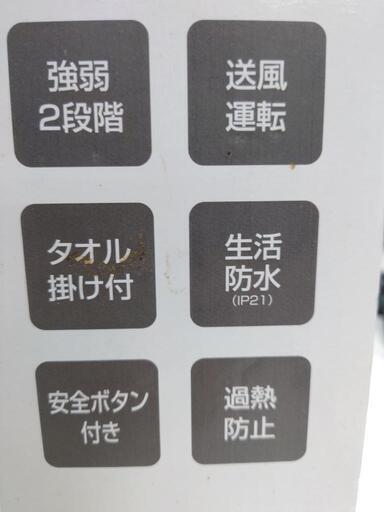 強弱
2段階
送風
運転
タオル
掛け付
生活
防水
(IP21)
安全ボタン
付き
過熱
防止